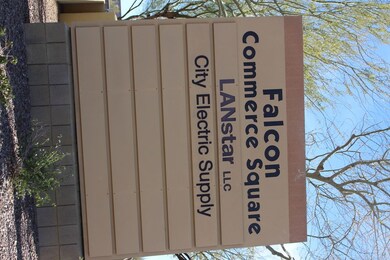 Falcon
Commerce Square
LANstar LLC
City Electric Supply